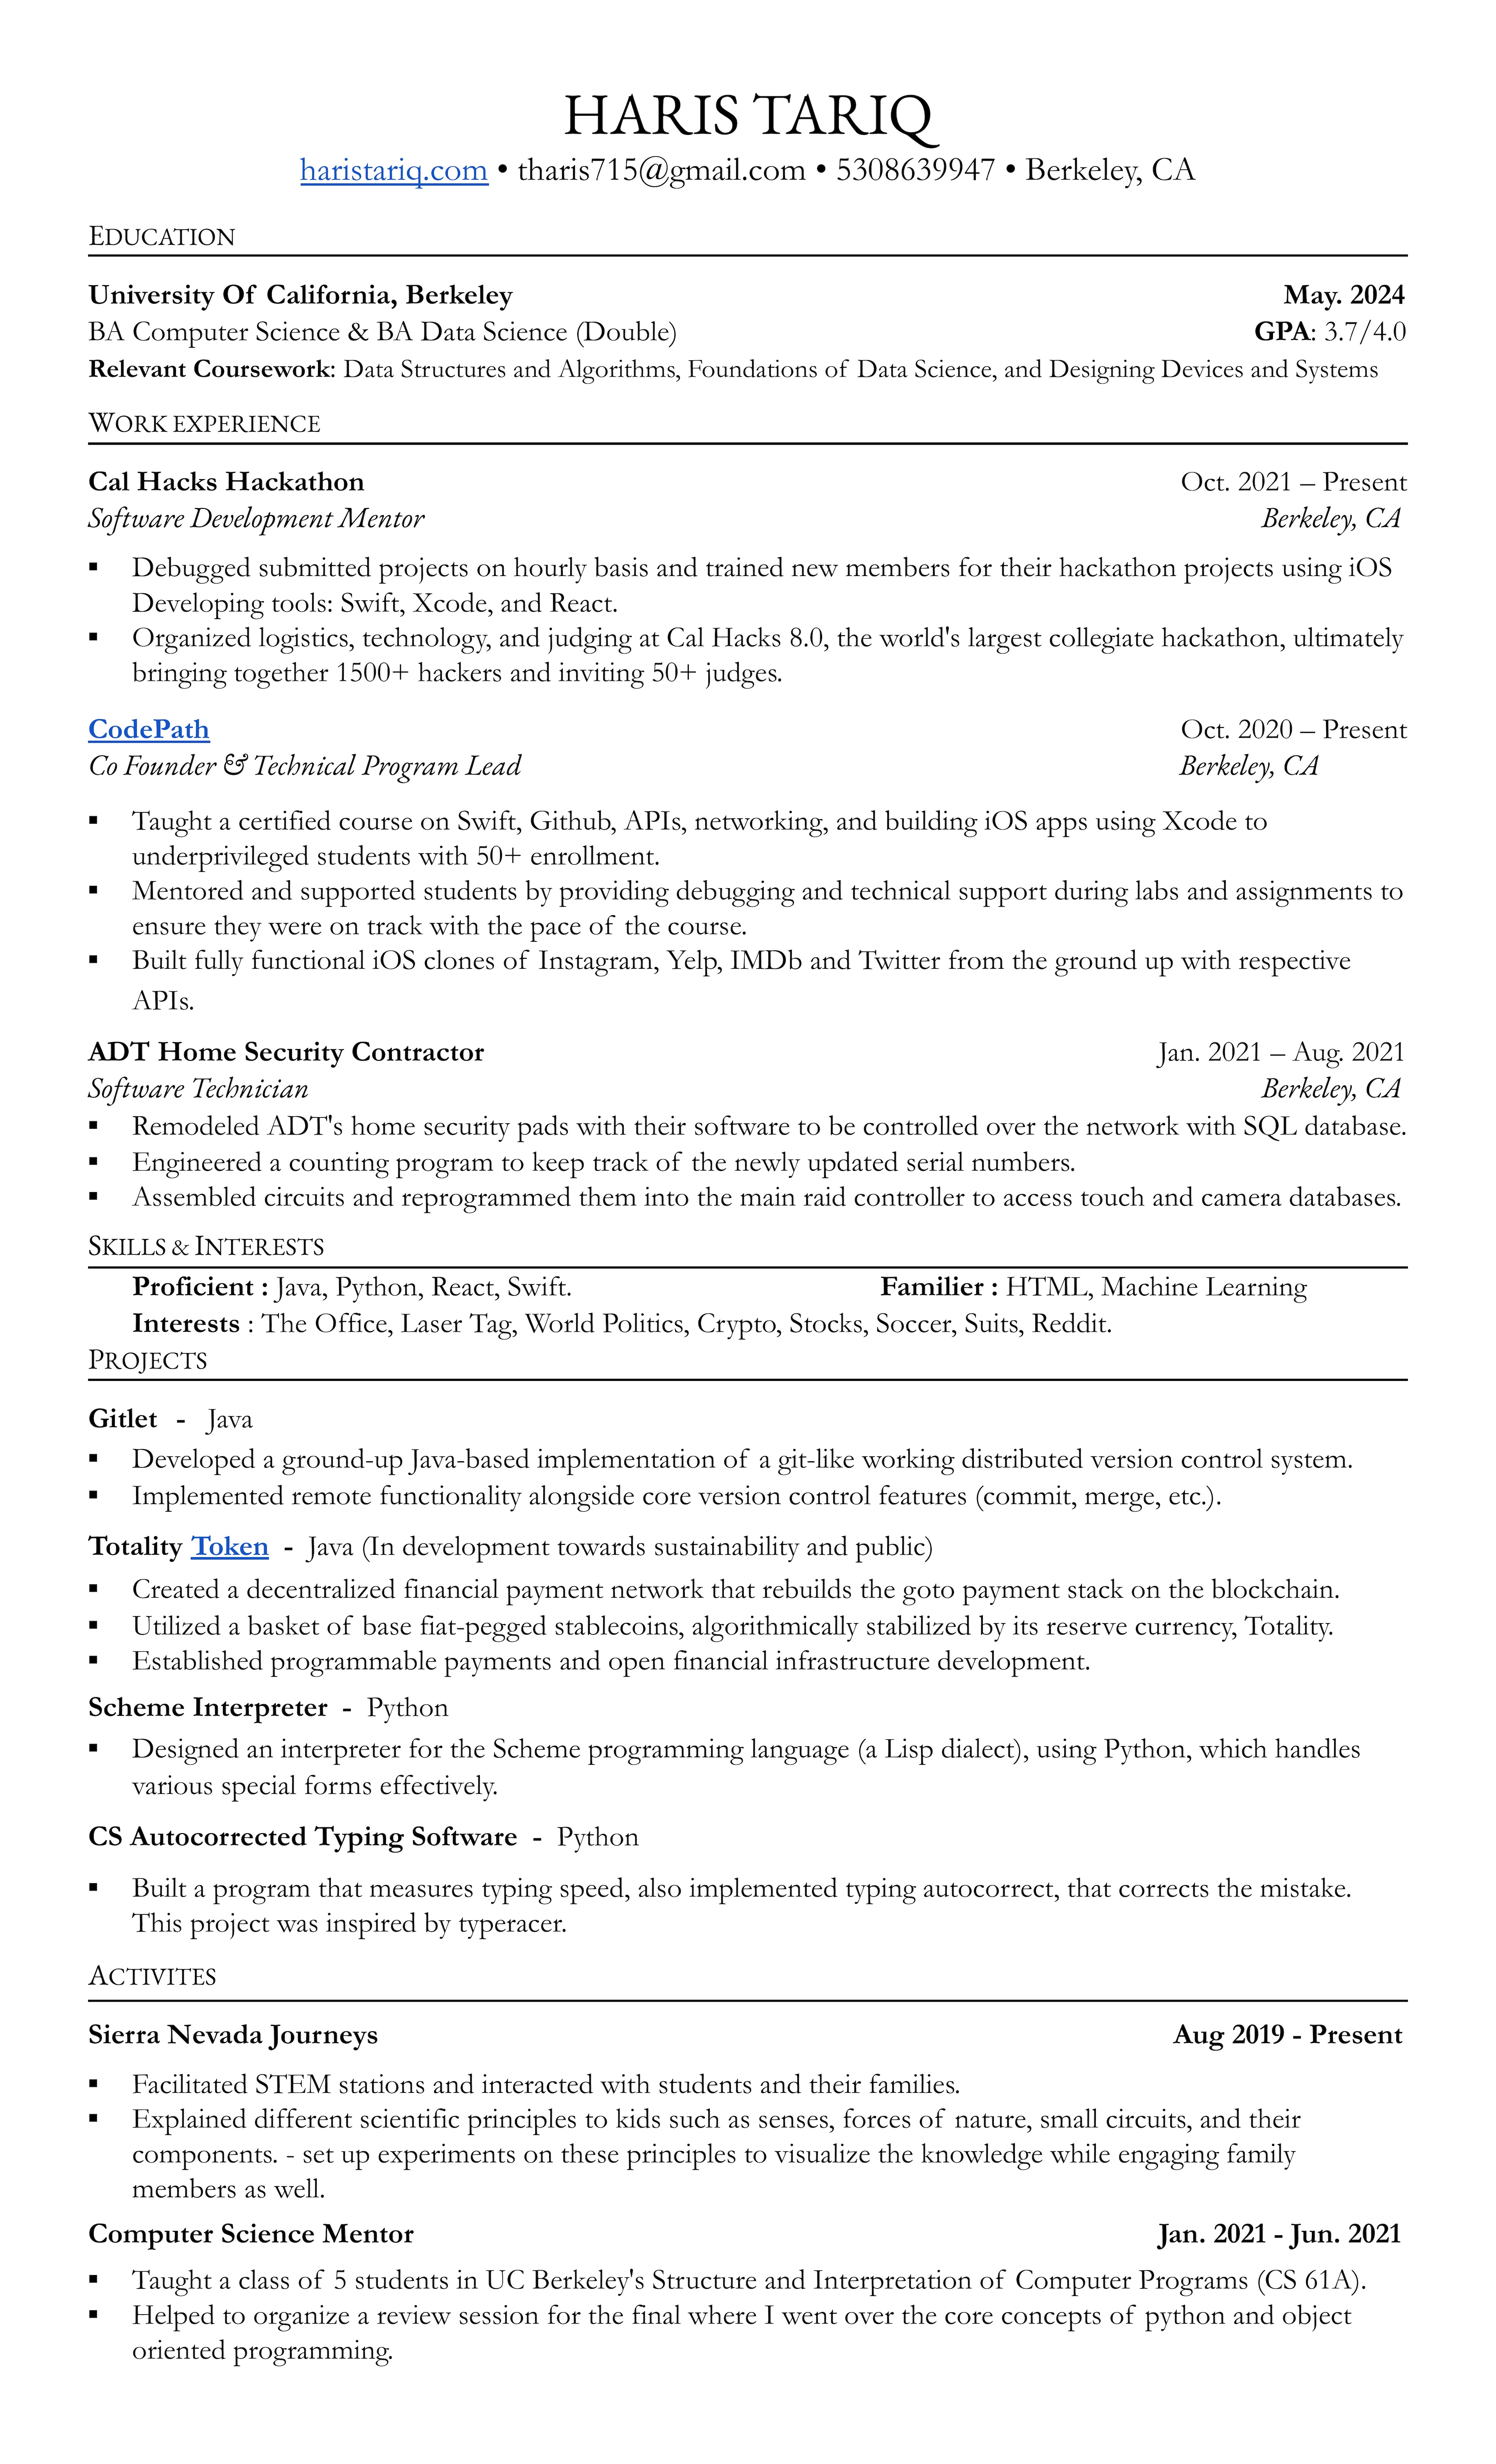 HARIS TARIQ
haristariq.com • tharis715@gmail.com • 5308639947 • Berkeley, CA
EDUCATION
University Of California, Berkeley May. 2024
BA Computer Science & BA Data Science (Double) GPA: 3.7/4.0
Relevant Coursework: Data Structures and Algorithms, Foundations of Data Science, and Designing Devices and Systems
WORK EXPERIENCE
Cal Hacks Hackathon Oct. 2021 – Present
Software Development Mentor Berkeley, CA
▪ Debugged submitted projects on hourly basis and trained new members for their hackathon projects using iOS
Developing tools: Swift, Xcode, and React.
▪ Organized logistics, technology, and judging at Cal Hacks 8.0, the world's largest collegiate hackathon, ultimately
bringing together 1500+ hackers and inviting 50+ judges.
CodePath Oct. 2020 – Present
Co Founder & Technical Program Lead Berkeley, CA
▪ Taught a certified course on Swift, Github, APIs, networking, and building iOS apps using Xcode to
underprivileged students with 50+ enrollment.
▪ Mentored and supported students by providing debugging and technical support during labs and assignments to
ensure they were on track with the pace of the course.
▪ Built fully functional iOS clones of Instagram, Yelp, IMDb and Twitter from the ground up with respective
APIs.
ADT Home Security Contractor Jan. 2021 – Aug. 2021
Software Technician Berkeley, CA
▪ Remodeled ADT's home security pads with their software to be controlled over the network with SQL database.
▪ Engineered a counting program to keep track of the newly updated serial numbers.
▪ Assembled circuits and reprogrammed them into the main raid controller to access touch and camera databases.
SKILLS & INTERESTS
Proficient : Java, Python, React, Swift. Familier : HTML, Machine Learning
Interests : The Office, Laser Tag, World Politics, Crypto, Stocks, Soccer, Suits, Reddit.
PROJECTS
Gitlet - Java
▪ Developed a ground-up Java-based implementation of a git-like working distributed version control system.
▪ Implemented remote functionality alongside core version control features (commit, merge, etc.).
Totality Token - Java (In development towards sustainability and public)
▪ Created a decentralized financial payment network that rebuilds the goto payment stack on the blockchain.
▪ Utilized a basket of base fiat-pegged stablecoins, algorithmically stabilized by its reserve currency, Totality.
▪ Established programmable payments and open financial infrastructure development.
Scheme Interpreter - Python
▪ Designed an interpreter for the Scheme programming language (a Lisp dialect), using Python, which handles
various special forms effectively.
CS Autocorrected Typing Software - Python
▪ Built a program that measures typing speed, also implemented typing autocorrect, that corrects the mistake.
This project was inspired by typeracer.
ACTIVITES
Sierra Nevada Journeys Aug 2019 - Present
▪ Facilitated STEM stations and interacted with students and their families.
▪ Explained different scientific principles to kids such as senses, forces of nature, small circuits, and their
components. - set up experiments on these principles to visualize the knowledge while engaging family
members as well.
Computer Science Mentor Jan. 2021 - Jun. 2021
▪ Taught a class of 5 students in UC Berkeley's Structure and Interpretation of Computer Programs (CS 61A).
▪ Helped to organize a review session for the final where I went over the core concepts of python and object
oriented programming.